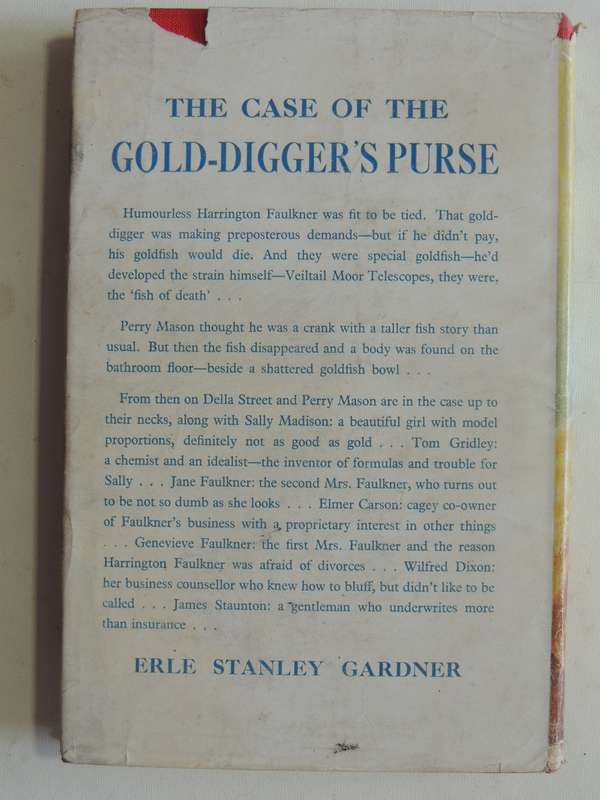 THE CASE OF THE
GOLD-DIGGER'S PURSE
Humourless Harrington Faulkner was fit to be tied. That gold-
digger was making preposterous demands—but if he didn't pay,
his goldfish would die. And they were special goldfish—he'd
developed the strain himself—Veiltail Moor Telescopes, they were,
the 'fish of death' . . .
Perry Mason thought he was a crank with a taller fish story than
usual. But then the fish disappeared and a body was found on the
bathroom floor—beside a shattered goldfish bowl . . .
From then on Della Street and Perry Mason are in the case up to
their necks, along with Sally Madison: a beautiful girl with model
proportions, definitely not as good as gold . . . Tom Gridley:
a chemist and an idealist—the inventor of formulas and trouble for
Sally . . . Jane Faulkner: the second Mrs. Faulkner, who turns out
to be not so dumb as she looks . . . Elmer Carson: cagey co-owner
of Faulkner's business with a proprietary interest in other things
. . . Genevieve Faulkner: the first Mrs. Faulkner and the reason
Harrington Faulkner was afraid of divorces . . . Wilfred Dixon:
her business counsellor who knew how to bluff, but didn't like to be
called . . . James Staunton: a gentleman who underwrites more
than insurance . . .
ERLE STANLEY GARDNER